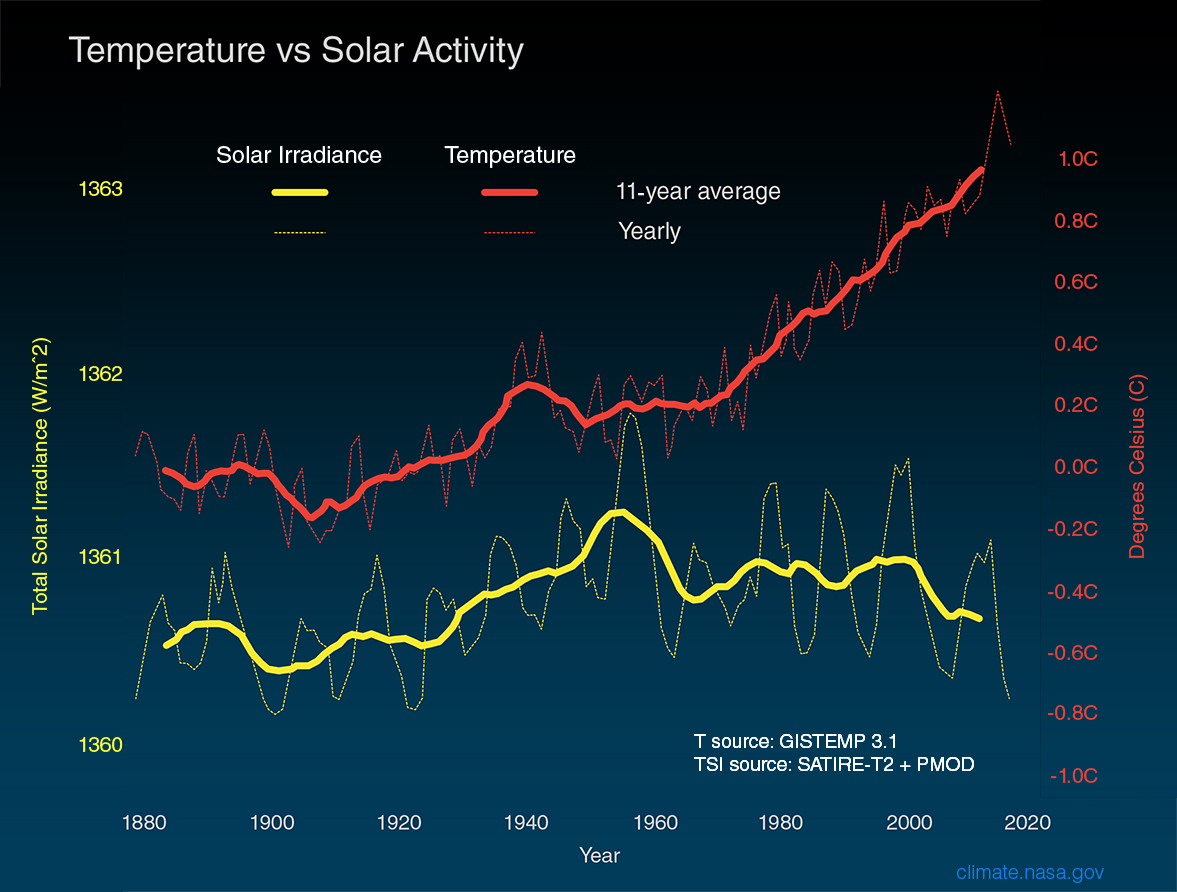 Temperature vs Solar Activity
Solar Irradiance Temperature
11-year average
Yearly
1363
1362
1361
1360
Total Solar Irradiance (W/m^2)
1.0C
0.8C
0.6C
0.4C
0.2C
0.0C
-0.2C
-0.4C
-0.6C
-0.8C
-1.0C
Degrees Celsius (C)
T source: GISTEMP 3.1
TSI source: SATIRE-T2 + PMOD
1880 1900 1920 1940 1960 1980 2000 2020
Year
climate.nasa.gov